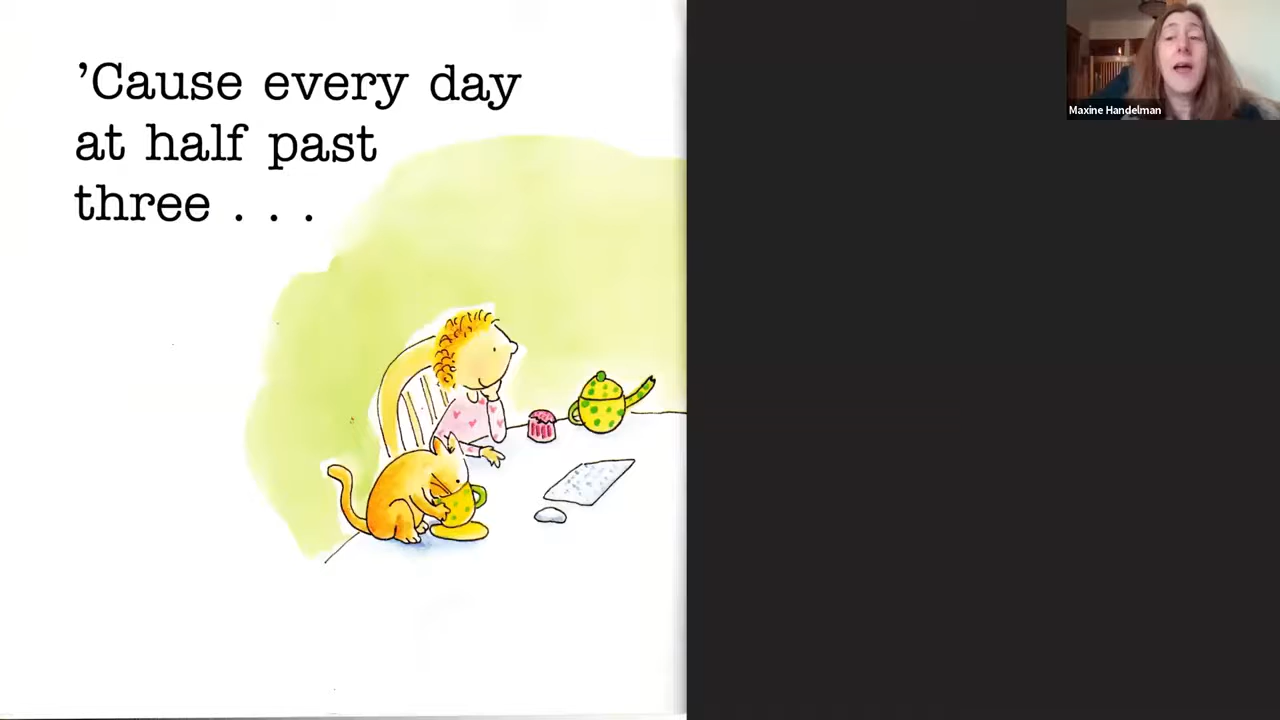 ’Cause every day
at half past
three . . .
Maxine Handelman